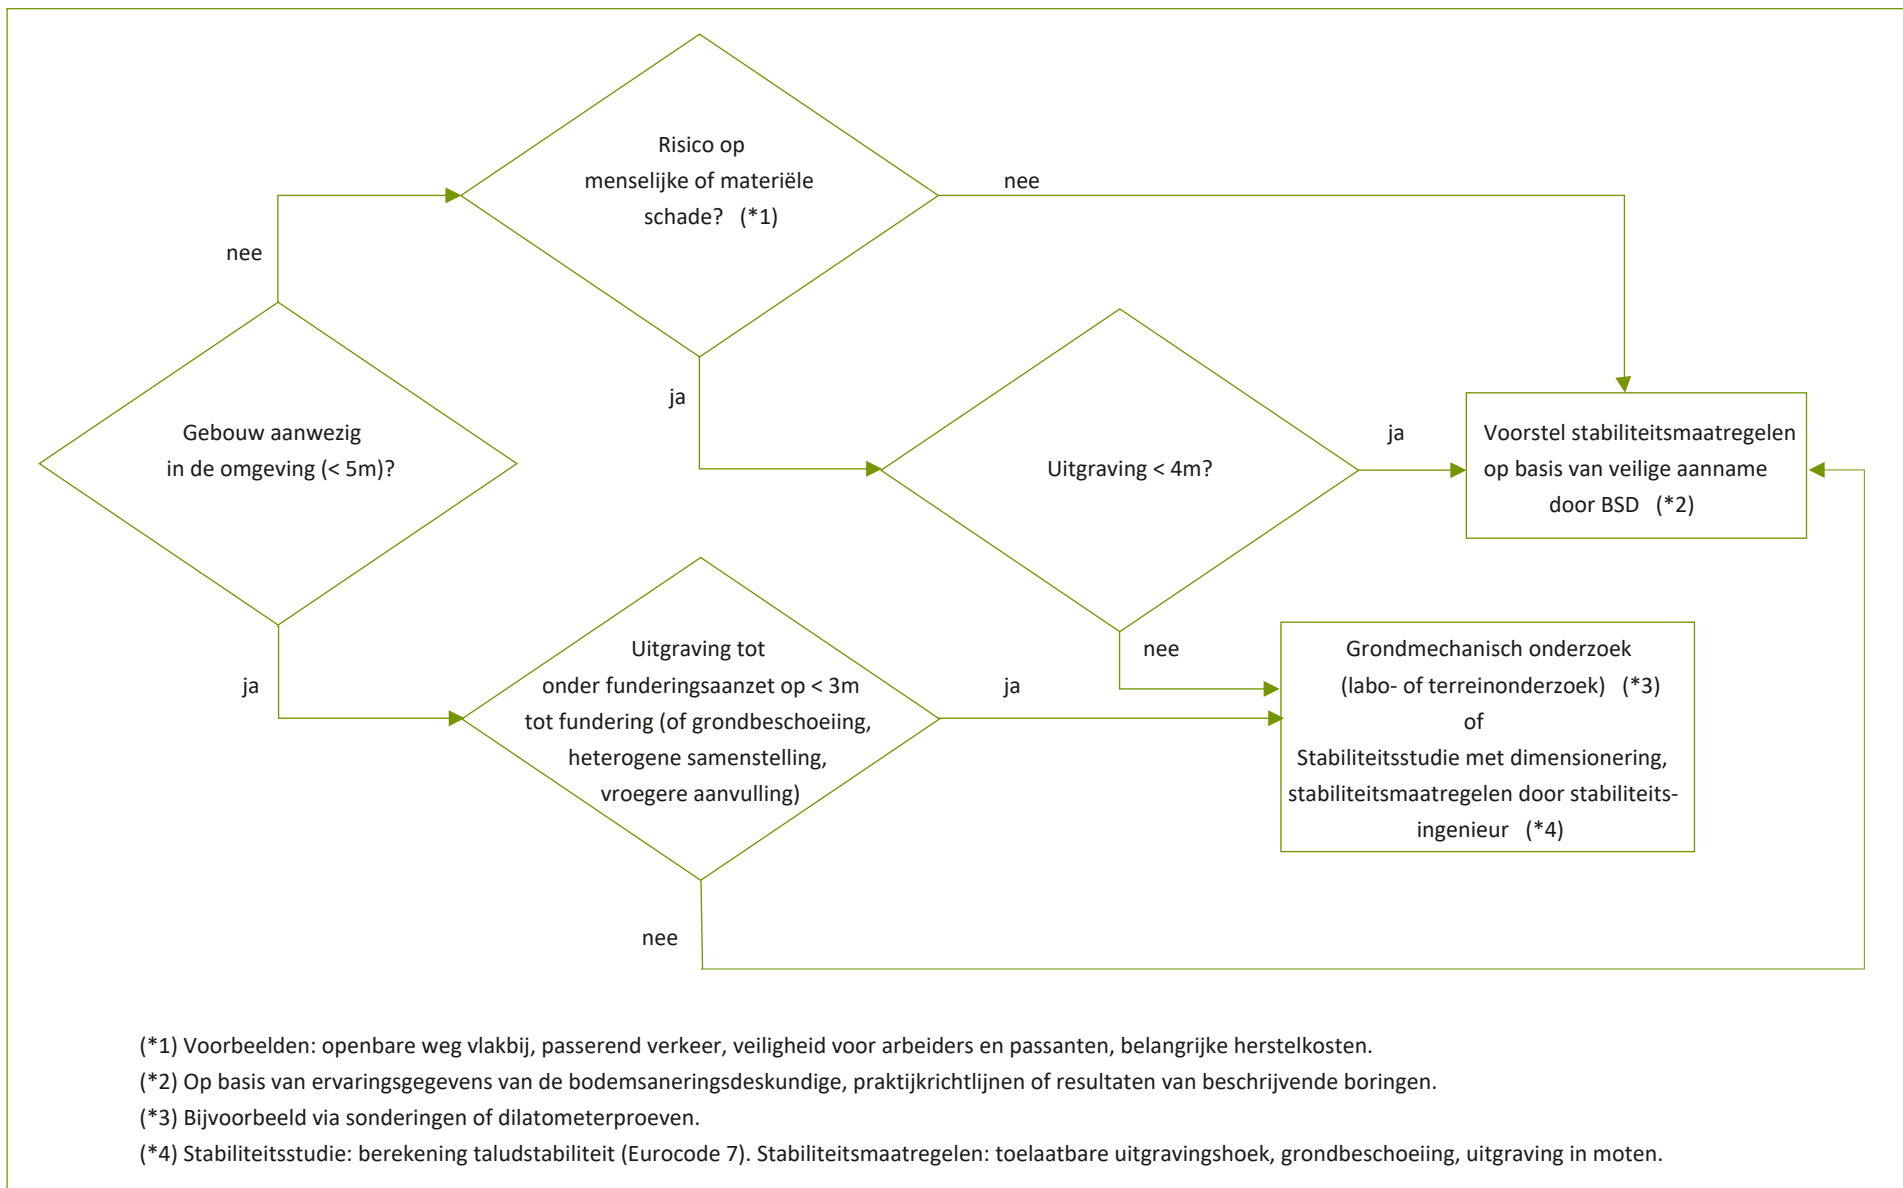 Risico op
menselijke of materiële
schade? (*1)
nee
nee
ja
Gebouw aanwezig
in de omgeving (< 5m)?
Uitgraving < 4m?
ja
Voorstel stabiliteitsmaatregelen
op basis van veilige aanname
door BSD (*2)
ja
Uitgraving tot
onder funderingsaanzet op < 3m
tot fundering (of grondbeschoeiing,
heterogene samenstelling,
vroegere aanvulling)
ja
nee
Grondmechanisch onderzoek
(labo- of terreinonderzoek) (*3)
of
Stabiliteitsstudie met dimensionering,
stabiliteitsmaatregelen door stabiliteits-
ingenieur (*4)
nee
(*1) Voorbeelden: openbare weg vlakbij, passerend verkeer, veiligheid voor arbeiders en passanten, belangrijke herstelkosten.
(*2) Op basis van ervaringsgegevens van de bodemsaneringsdeskundige, praktijkrichtlijnen of resultaten van beschrijvende boringen.
(*3) Bijvoorbeeld via sonderingen of dilatometerproeven.
(*4) Stabiliteitsstudie: berekening taludstabiliteit (Eurocode 7). Stabiliteitsmaatregelen: toelaatbare uitgravingshoek, grondbeschoeiing, uitgraving in moten.